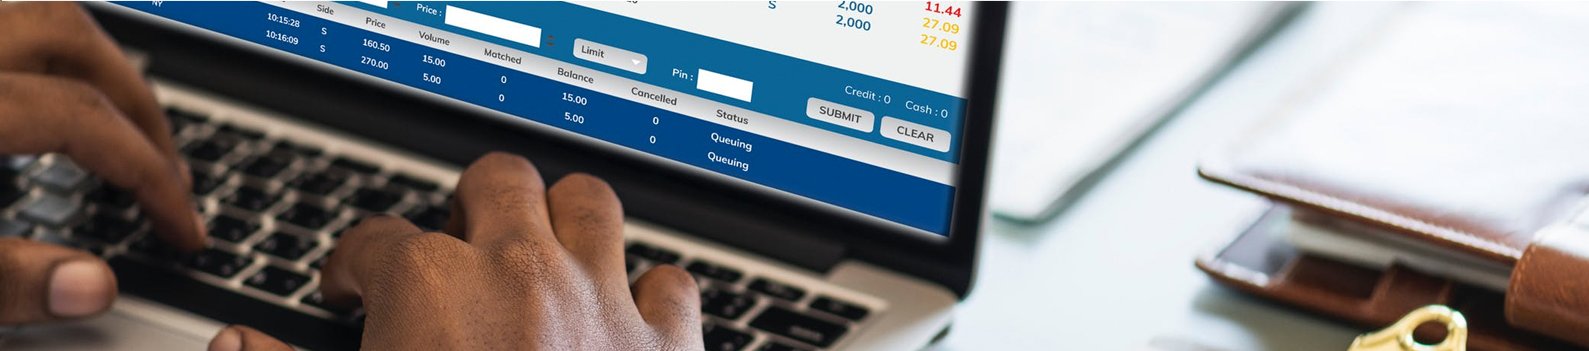 S 2,000 11.44
2,000 27.09
27.09
Price :
Limit
Pin :
Credit : 0 Cash : 0
SUBMIT CLEAR
Side Price Volume Matched Balance Cancelled Status
NY 10:15:28 S 160.50 15.00 0 15.00 0 Queuing
10:16:09 S 270.00 5.00 0 5.00 0 Queuing